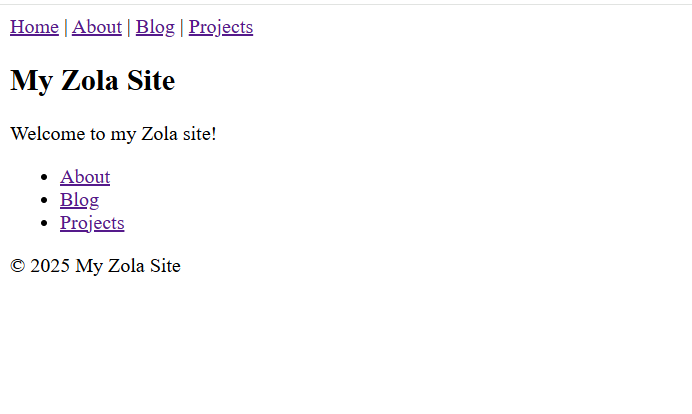 Home | About | Blog | Projects
My Zola Site
Welcome to my Zola site!
• About
• Blog
• Projects
© 2025 My Zola Site